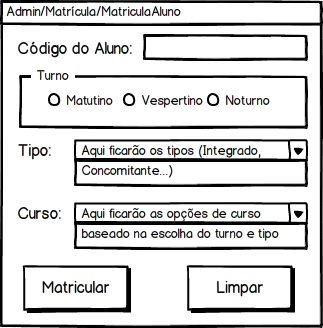 Admin/Matrícula/MatriculaAluno
Código do Aluno:
Turno
Matutino Vespertino Noturno
Tipo: Aqui ficarão os tipos (Integrado,
Concomitante...)
Curso: Aqui ficarão as opções de curso
baseado na escolha do turno e tipo
Matricular Limpar